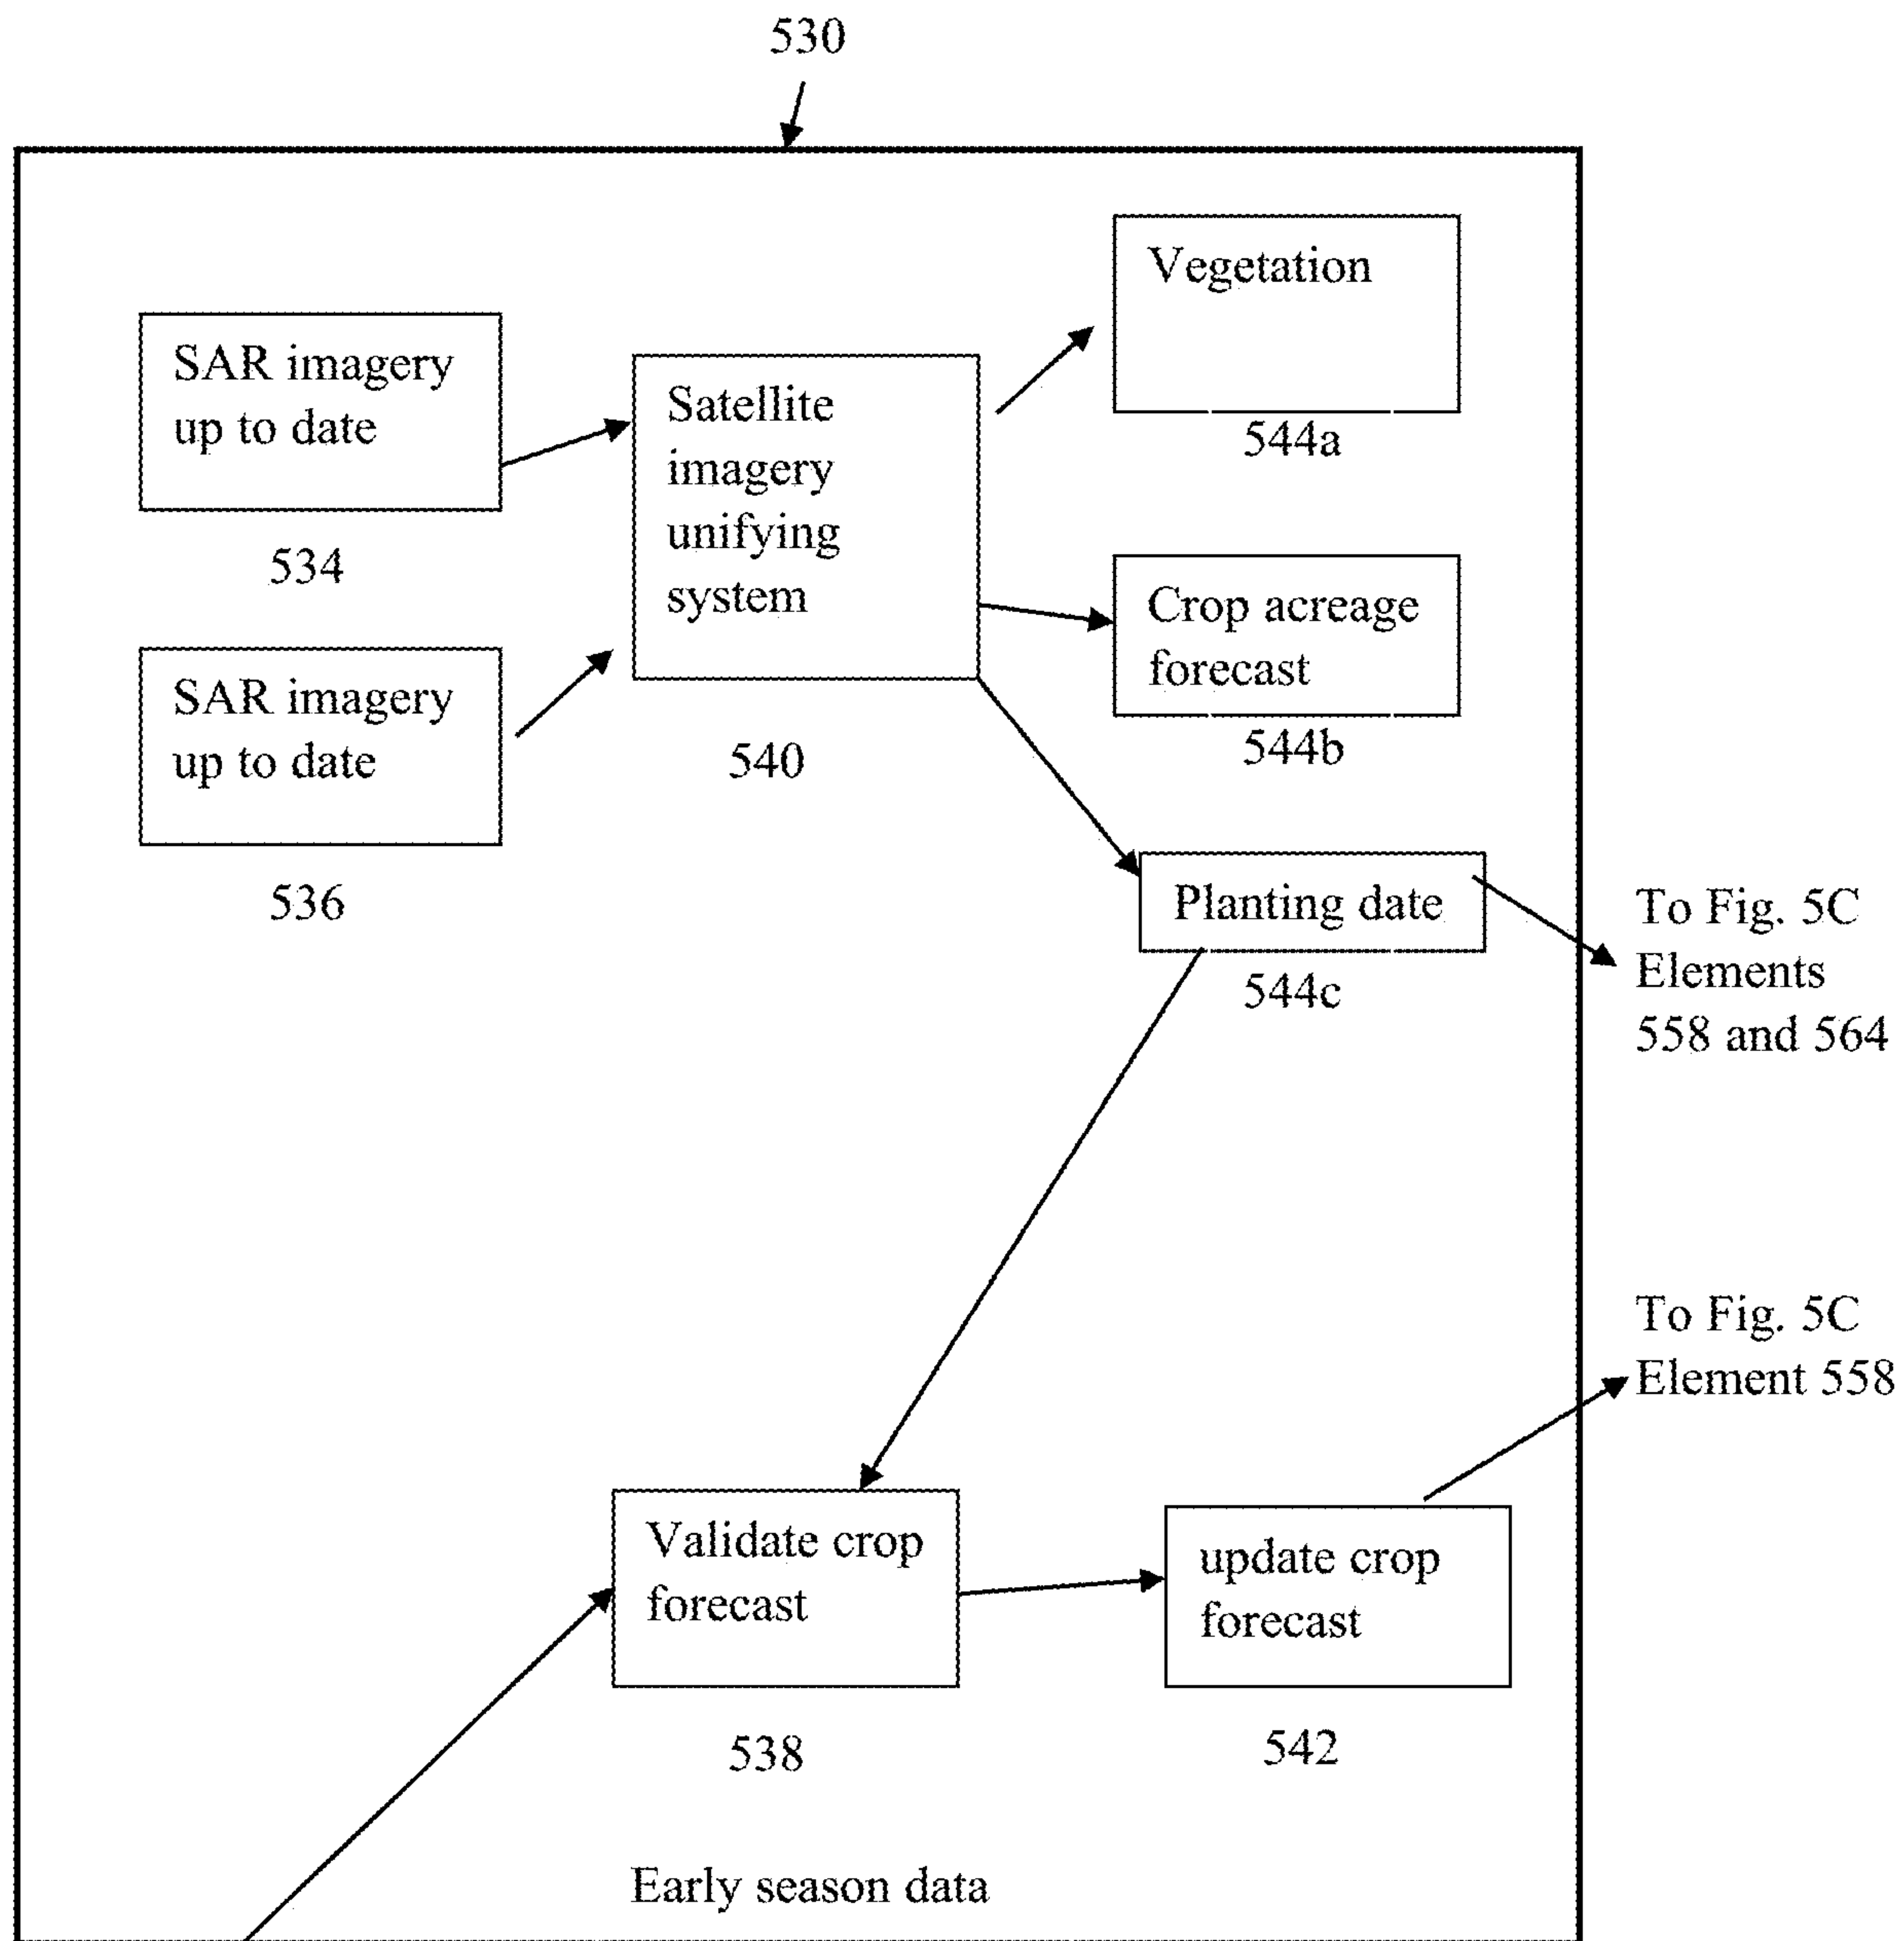 530
SAR imagery
up to date
534
SAR imagery
up to date
536
Satellite
imagery
unifying
system
540
Vegetation
544a
Crop acreage
forecast
544b
Planting date
544c
To Fig. 5C
Elements
558 and 564
To Fig. 5C
Element 558
Validate crop
forecast
538
update crop
forecast
542
Early season data